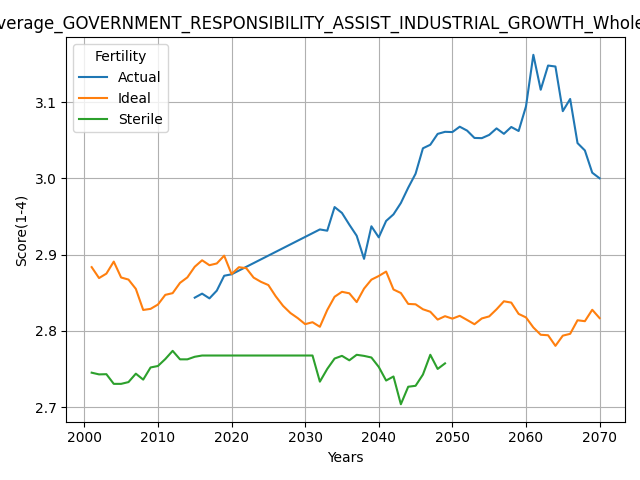 verage_GOVERNMENT_RESPONSIBILITY_ASSIST_INDUSTRIAL_GROWTH_Whole
Fertility
Actual
Ideal
Sterile
Score(1-4)
3.1
3.0
2.9
2.8
2.7
2000 2010 2020 2030 2040 2050 2060 2070
Years